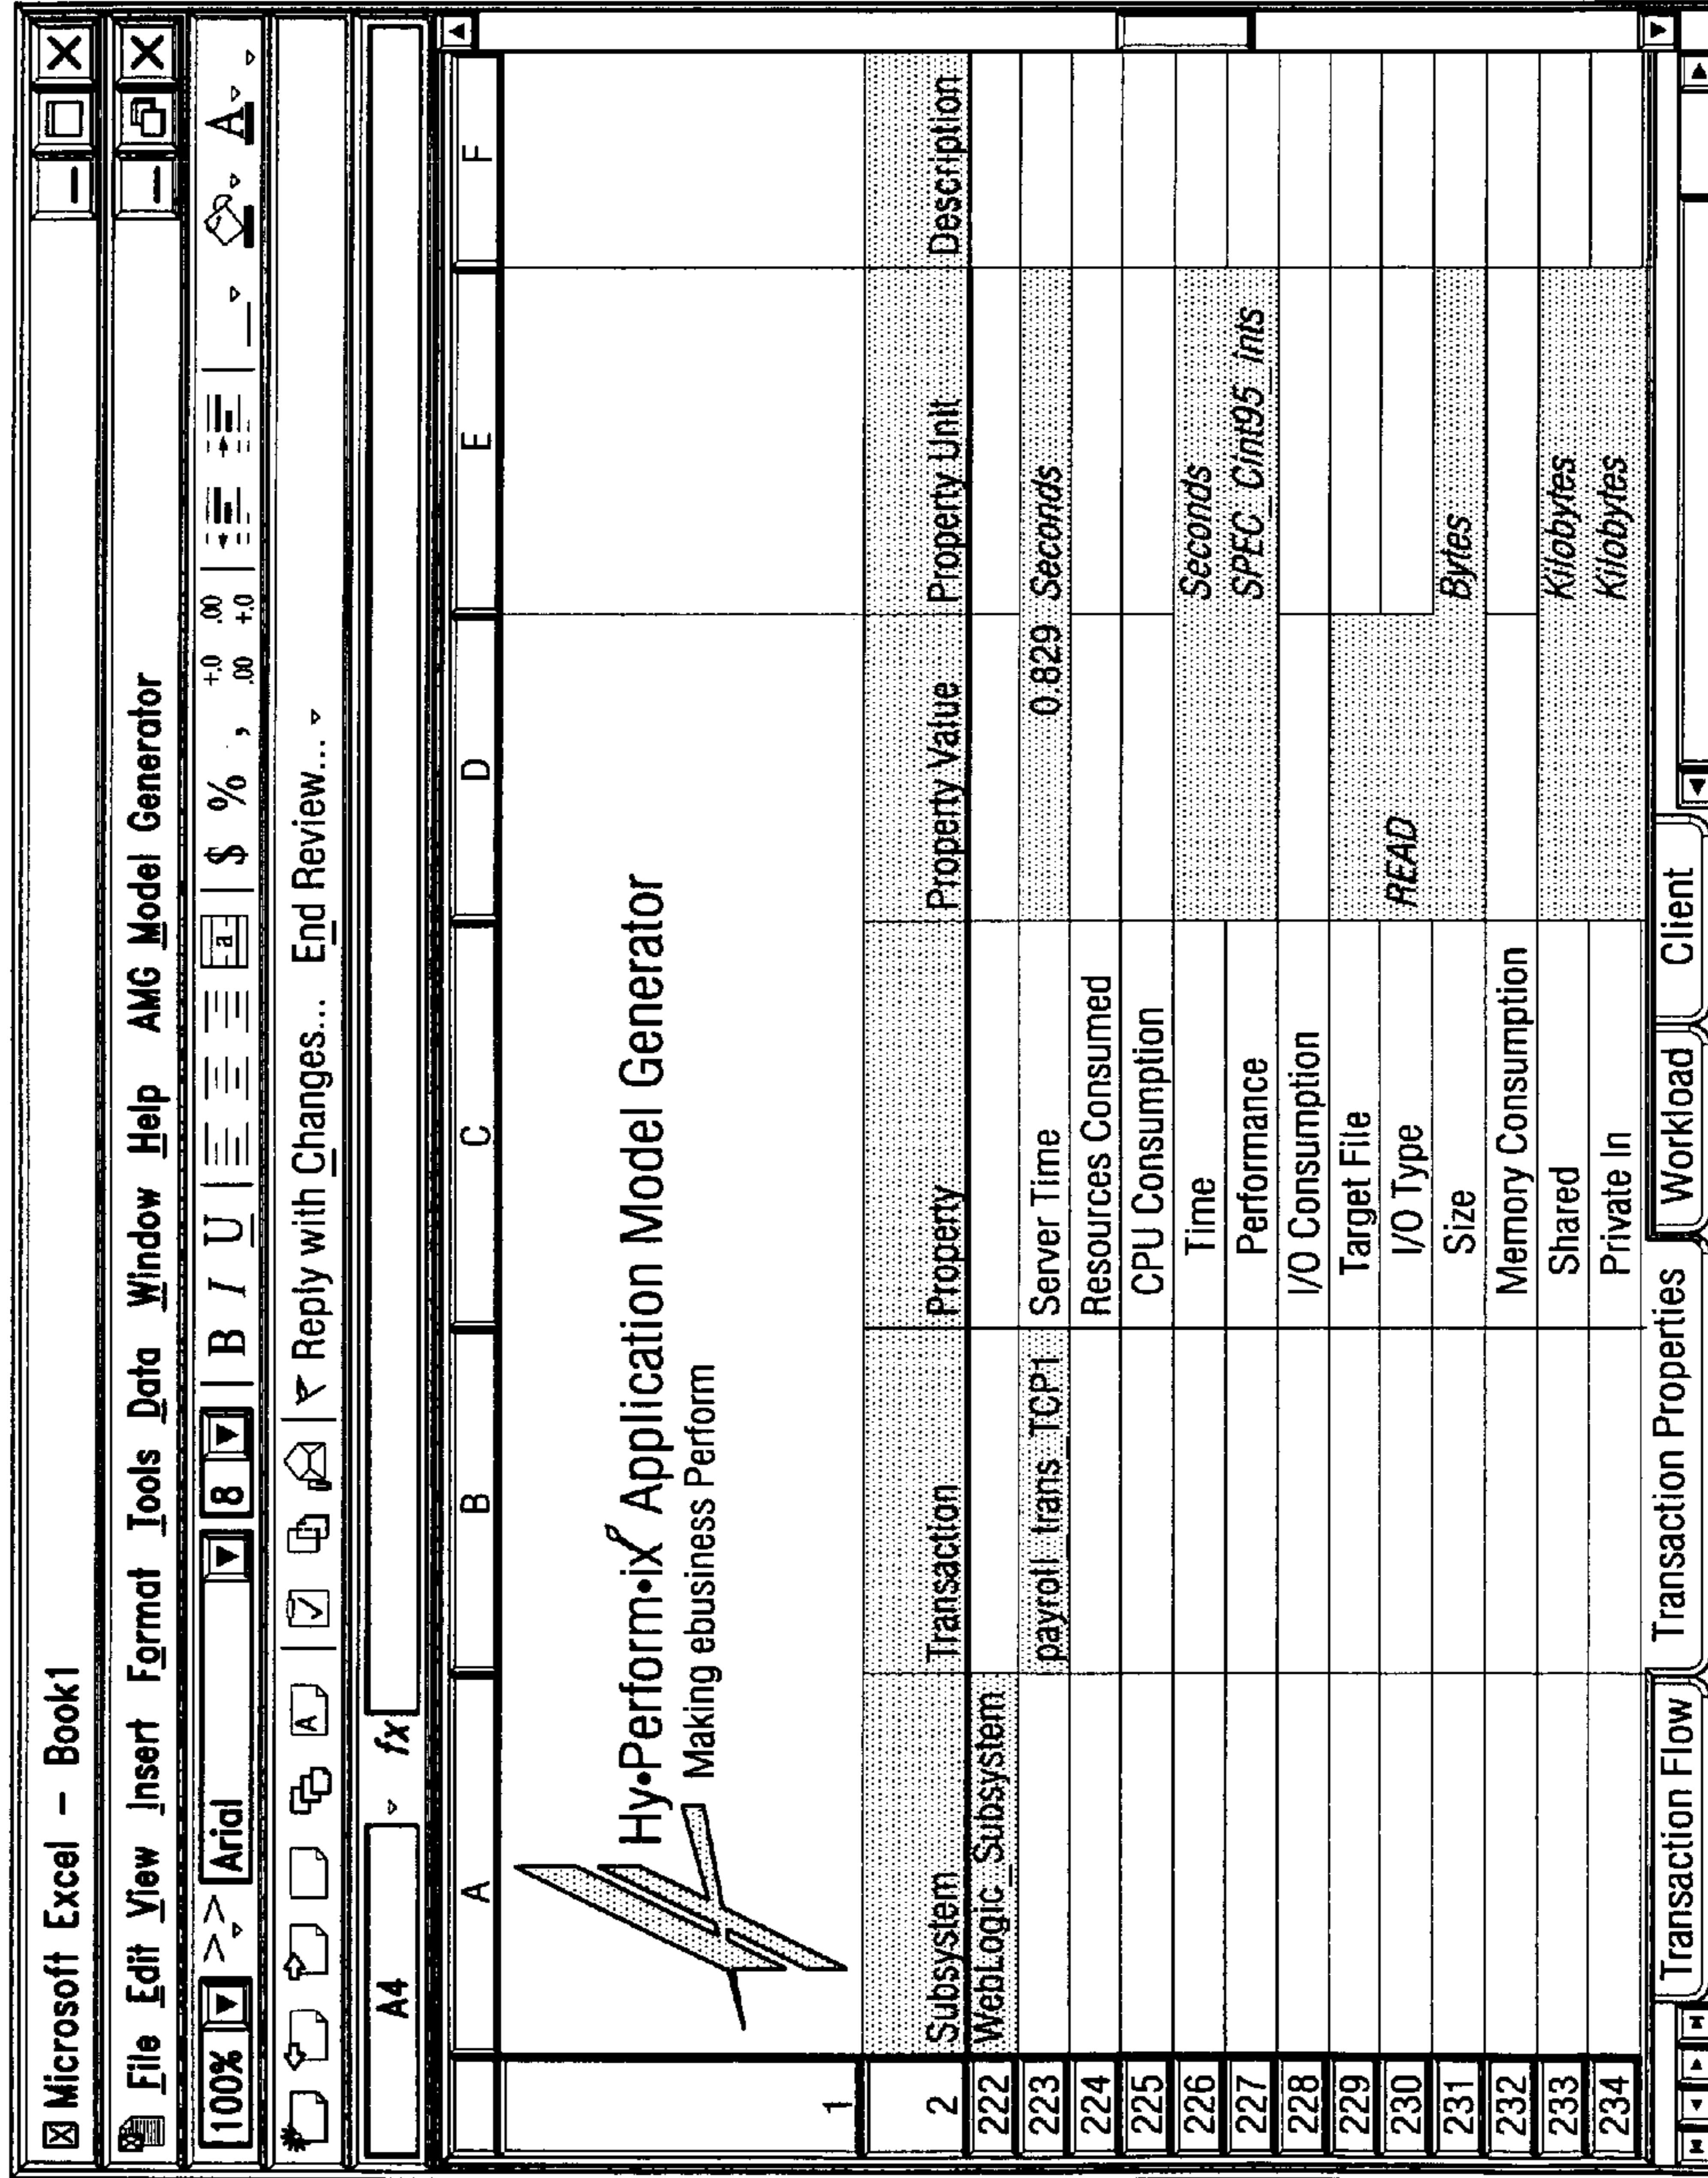 Microsoft Excel – Book1
File Edit View Insert Format Tools Data Window Help AMG Model Generator
100% >> Arial 8 B I U $ % , +.0 .00 .00 +.0 A
Reply with Changes... End Review...
A4 fx
A B C D E F
1 Hy•Perform•ix Application Model Generator
Making ebusiness Perform
2 Subsystem Transaction Property Property Value Property Unit Description
222 WebLogic_Subsystem
223 payroll_trans_TCP1 Server Time 0.829 Seconds
224 Resources Consumed
225 CPU Consumption
226 Time Seconds
227 Performance SPEC_Cint95_ints
228 I/O Consumption
229 Target File
230 I/O Type READ
231 Size Bytes
232 Memory Consumption
233 Shared Kilobytes
234 Private In Kilobytes
Transaction Flow Transaction Properties Workload Client